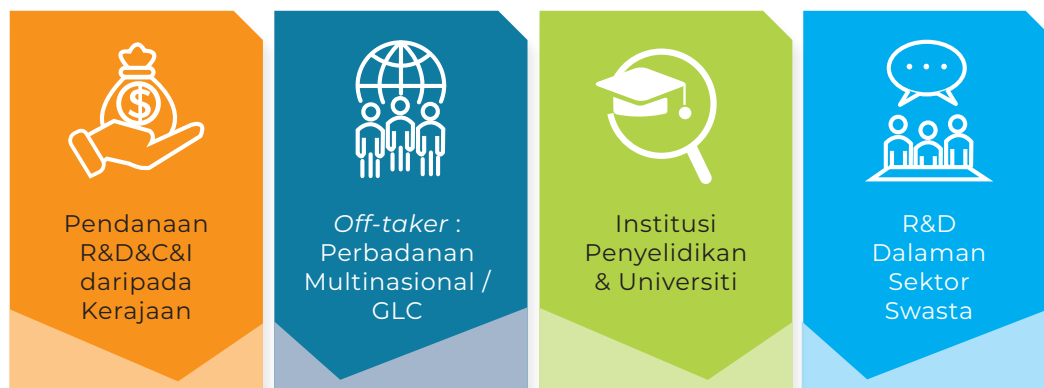 Pendanaan
R&D&C&I
daripada
Kerajaan
Off-taker :
Perbadanan
Multinasional /
GLC
Institusi
Penyelidikan
& Universiti
R&D
Dalaman
Sektor
Swasta